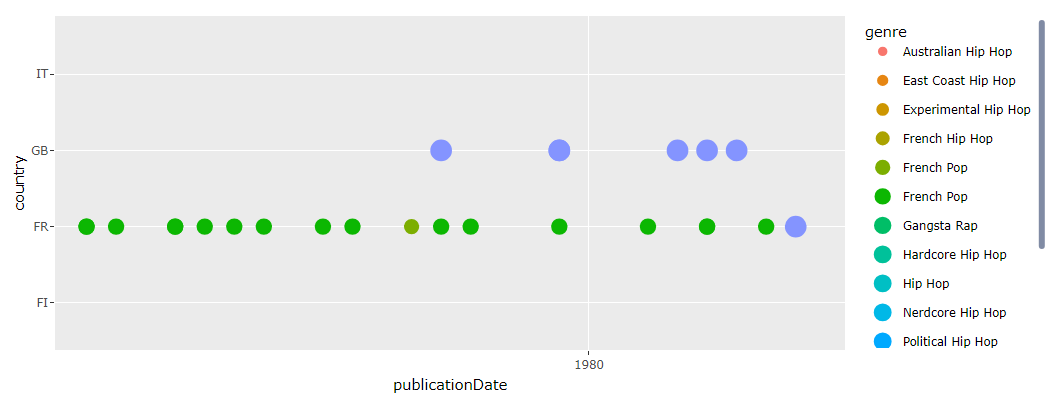 genre
Australian Hip Hop
East Coast Hip Hop
Experimental Hip Hop
French Hip Hop
French Pop
French Pop
Gangsta Rap
Hardcore Hip Hop
Hip Hop
Nerdcore Hip Hop
Political Hip Hop
country
IT
GB
FR
FI
1980
publicationDate